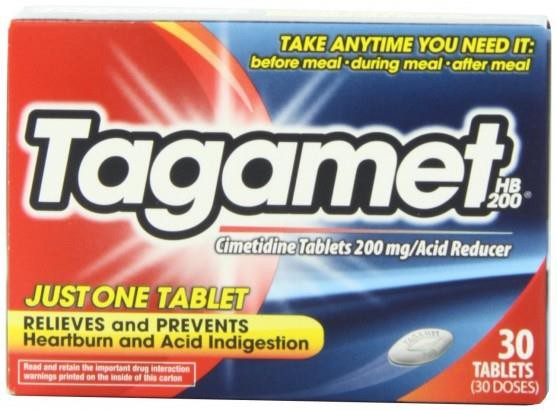 TAKE ANYTIME YOU NEED IT:
before meal • during meal • after meal
Tagamet
HB
200®
Cimetidine Tablets 200 mg/Acid Reducer
JUST ONE TABLET
RELIEVES and PREVENTS
Heartburn and Acid Indigestion
Read and retain the important drug interaction
warnings printed on the inside of this carton
TAGAMET
30
TABLETS
(30 DOSES)